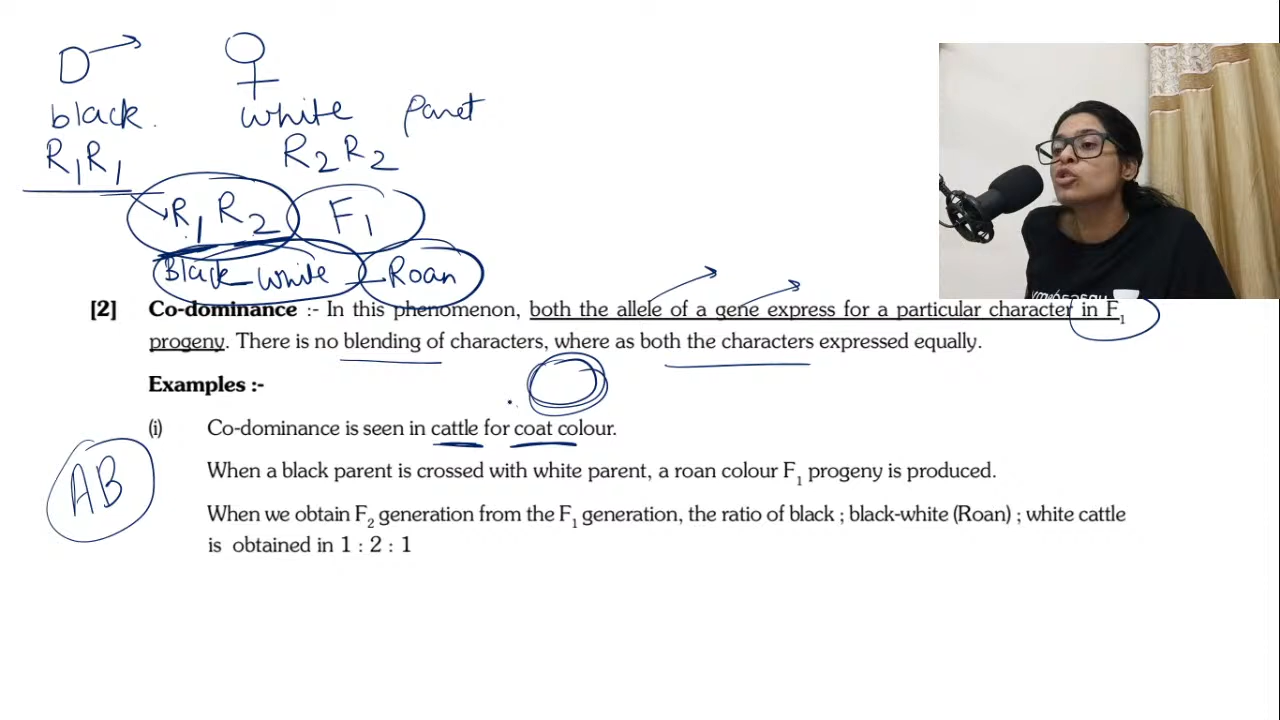 black. white Parent
R1R1 R2 R2
R1 R2 F1
Black-white - Roan
[2] Co-dominance :- In this phenomenon, both the allele of a gene express for a particular character in F1
progeny. There is no blending of characters, where as both the characters expressed equally.
Examples :-
(i) Co-dominance is seen in cattle for coat colour.
AB
When a black parent is crossed with white parent, a roan colour F1 progeny is produced.
When we obtain F2 generation from the F1 generation, the ratio of black ; black-white (Roan) ; white cattle
is obtained in 1 : 2 : 1